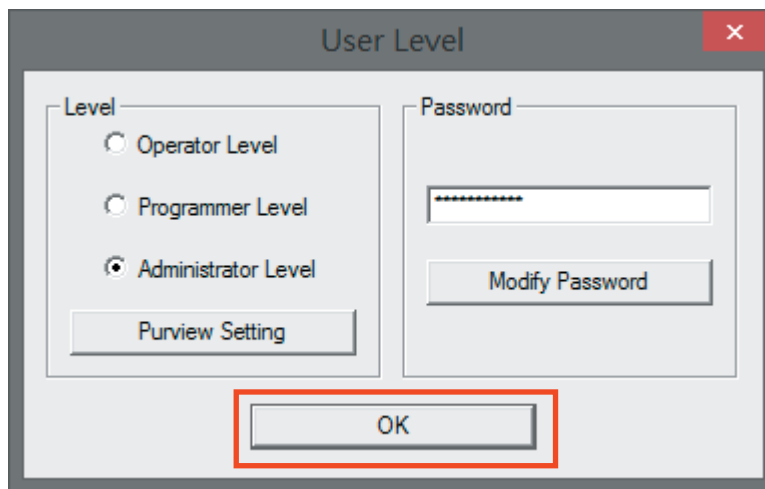 User Level
Level
Operator Level
Programmer Level
Administrator Level
Purview Setting
Password
***********
Modify Password
OK